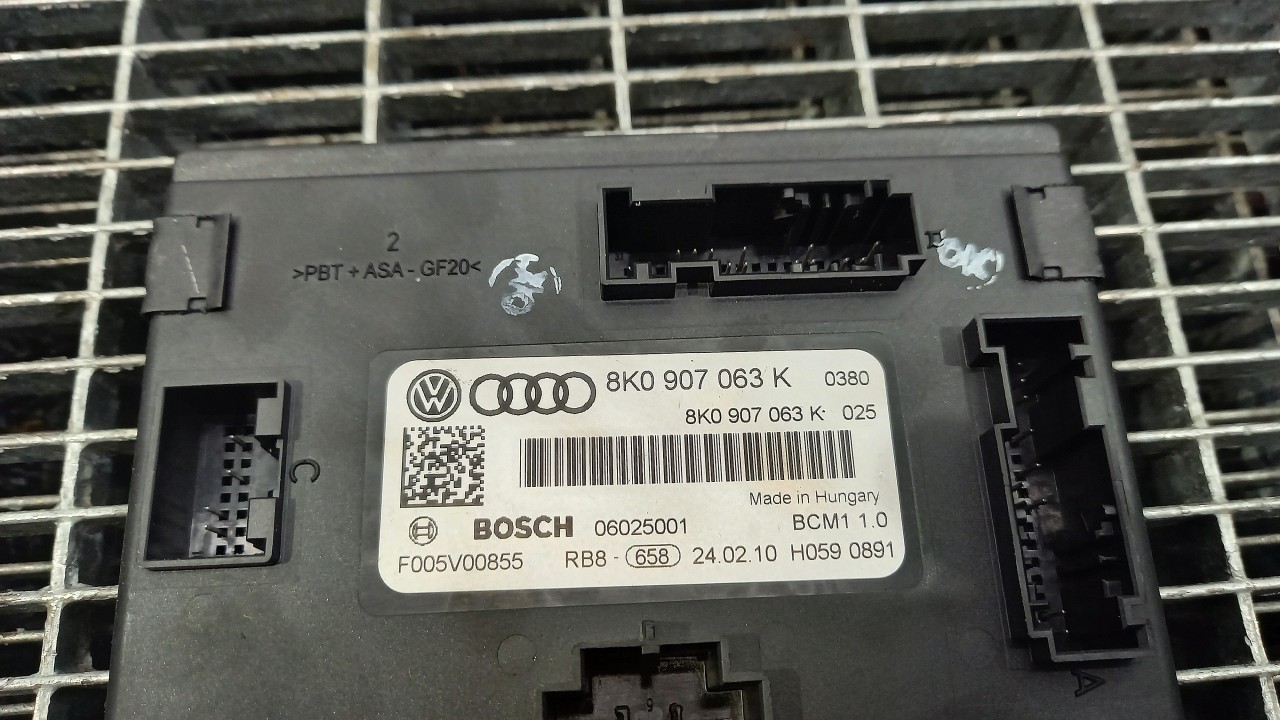 2
>PBT + ASA - GF20<
8K0 907 063 K 0380
8K0 907 063 K 025
Made in Hungary
BOSCH 06025001 BCM1 1.0
F005V00855 RB8 - 658 24.02.10 H059 0891
C
A